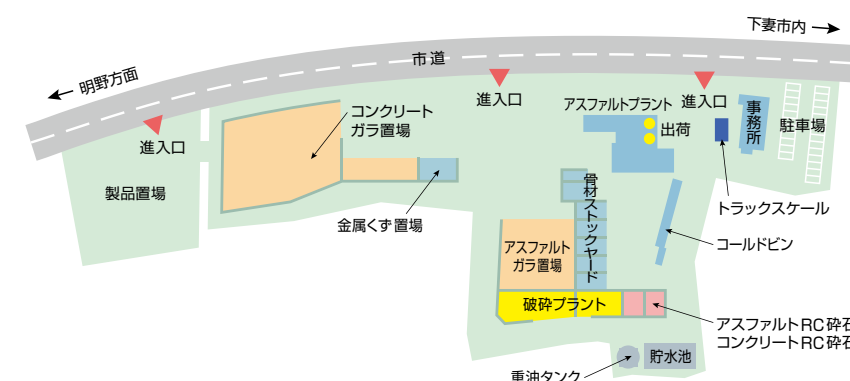 下妻市内
市道
明野方面
進入口
進入口
進入口
コンクリート
ガラ置場
アスファルトプラント
出荷
事務所
駐車場
製品置場
金属くず置場
骨材ストックヤード
トラックスケール
コールドビン
アスファルト
ガラ置場
破砕プラント
アスファルトRC砕石
コンクリートRC砕石
貯水池
重油タンク